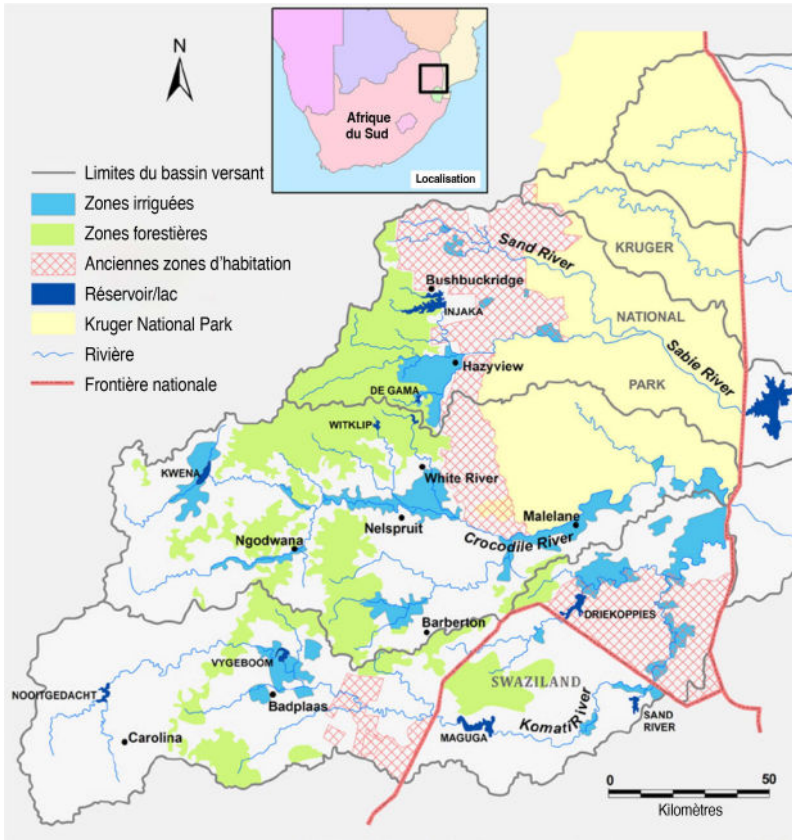 N
Afrique
du Sud
Localisation
Limites du bassin versant
Zones irriguées
Zones forestières
Anciennes zones d'habitation
Réservoir/lac
Kruger National Park
Rivière
Frontière nationale
Sand River
KRUGER
Bushbuckridge
INJAKA
NATIONAL
Sabie River
Hazyview
PARK
DE GAMA
WITKLIP
KWENA
White River
Malelane
Nelspruit
Crocodile River
Ngodwana
DRIEKOPPIES
Barberton
VYGEBOOM
SWAZILAND
NOOITGEDACHT
Badplaas
Komati River
SAND
RIVER
Carolina
MAGUGA
0 50
Kilomètres